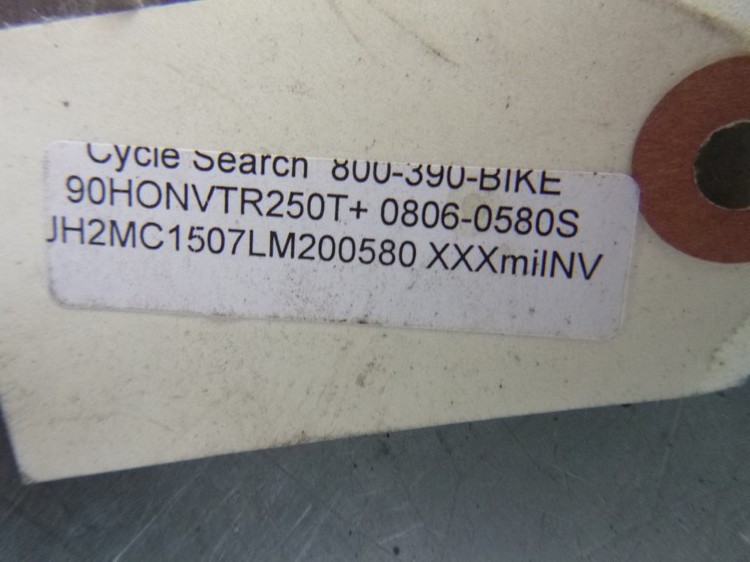 Cycle Search 800-390-BIKE
90HONVTR250T+ 0806-0580S
JH2MC1507LM200580 XXXmilNV